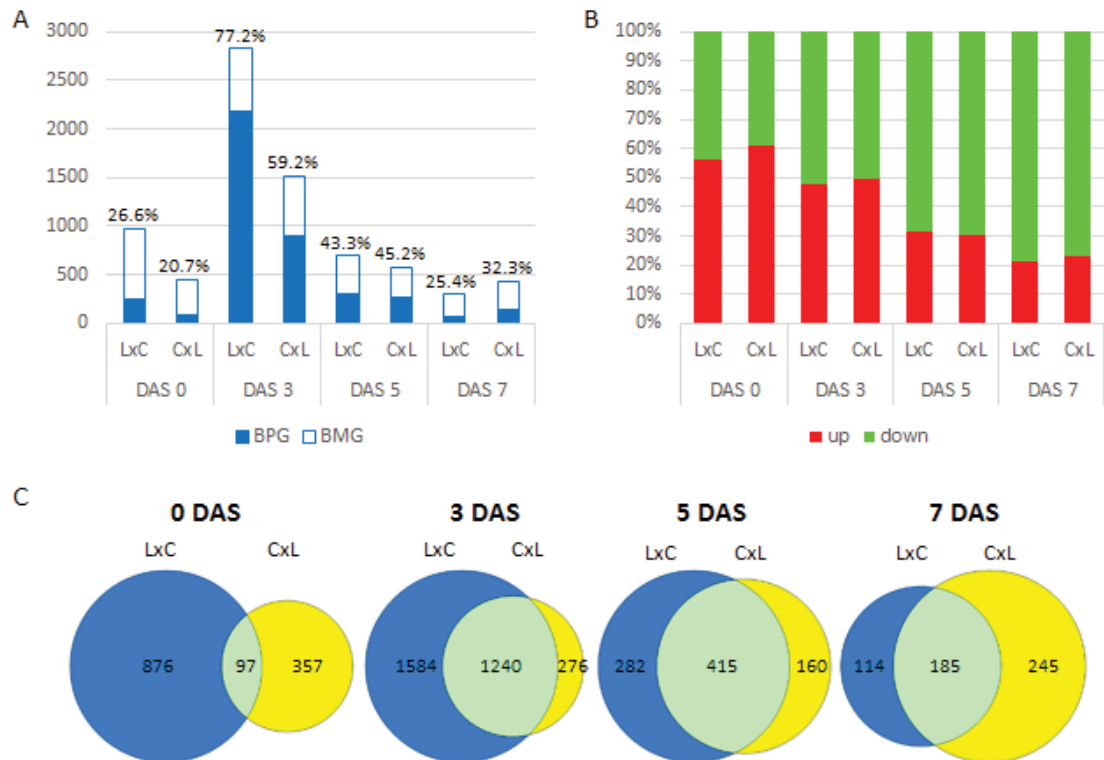 A
3000
2500
2000
1500
1000
500
0
26.6%
20.7%
77.2%
59.2%
43.3%
45.2%
25.4%
32.3%
LxC CxL LxC CxL LxC CxL LxC CxL
DAS 0 DAS 3 DAS 5 DAS 7
BPG BMG
B
100%
90%
80%
70%
60%
50%
40%
30%
20%
10%
0%
LxC CxL LxC CxL LxC CxL LxC CxL
DAS 0 DAS 3 DAS 5 DAS 7
up down
C
0 DAS 3 DAS 5 DAS 7 DAS
LxC CxL LxC CxL LxC CxL LxC CxL
876 97 357 1584 1240 276 282 415 160 114 185 245